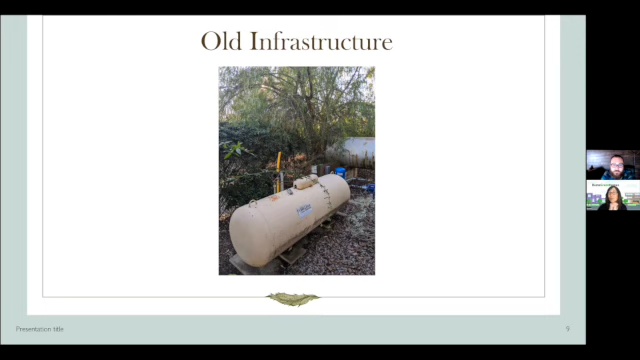 Old Infrastructure
Presentation title
9